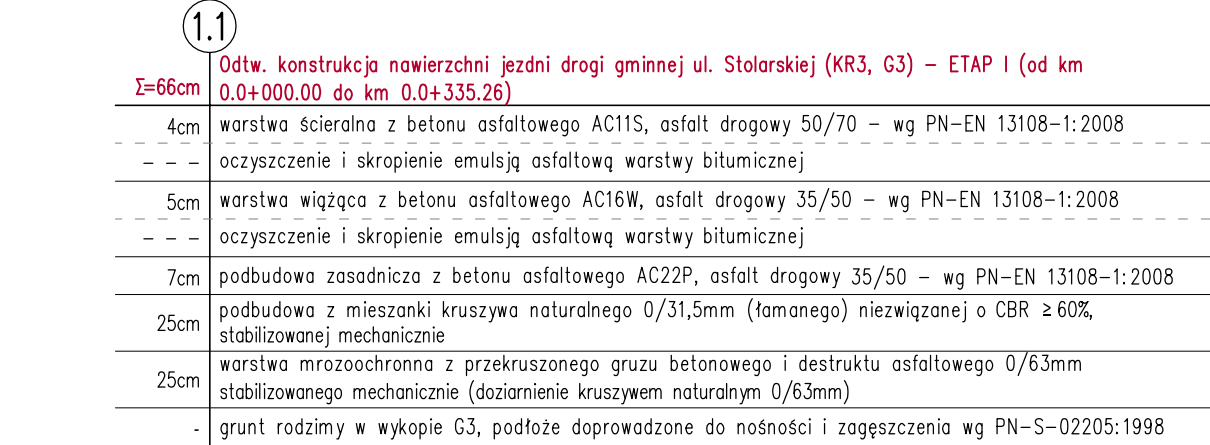 1.1
Odtw. konstrukcja nawierzchni jezdni drogi gminnej ul. Stolarskiej (KR3, G3) – ETAP I (od km
Σ=66cm 0.0+000.00 do km 0.0+335.26)
4cm warstwa ścieralna z betonu asfaltowego AC11S, asfalt drogowy 50/70 – wg PN-EN 13108-1:2008
– – – oczyszczenie i skropienie emulsją asfaltową warstwy bitumicznej
5cm warstwa wiążąca z betonu asfaltowego AC16W, asfalt drogowy 35/50 – wg PN-EN 13108-1:2008
– – – oczyszczenie i skropienie emulsją asfaltową warstwy bitumicznej
7cm podbudowa zasadnicza z betonu asfaltowego AC22P, asfalt drogowy 35/50 – wg PN-EN 13108-1:2008
25cm podbudowa z mieszanki kruszywa naturalnego 0/31,5mm (łamanego) niezwiązanej o CBR ≥60%,
stabilizowanej mechanicznie
25cm warstwa mrozoochronna z przekruszonego gruzu betonowego i destruktu asfaltowego 0/63mm
stabilizowanego mechanicznie (doziarnienie kruszywem naturalnym 0/63mm)
- grunt rodzimy w wykopie G3, podłoże doprowadzone do nośności i zagęszczenia wg PN-S-02205:1998